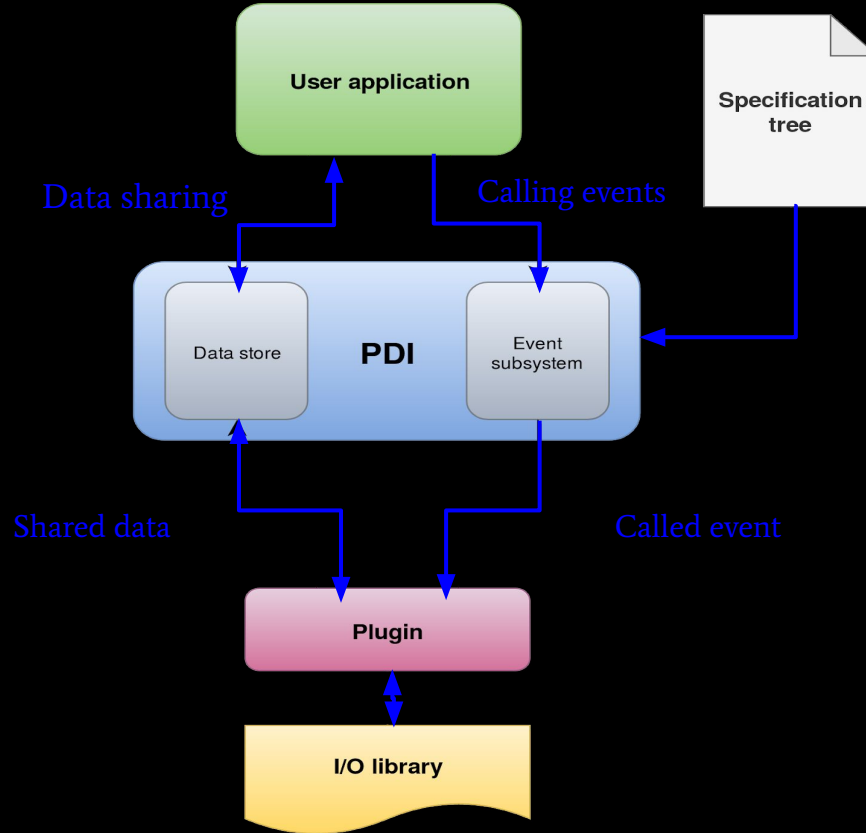 User application
Specification
tree
Data sharing
Calling events
Data store
PDI
Event
subsystem
Shared data
Called event
Plugin
I/O library